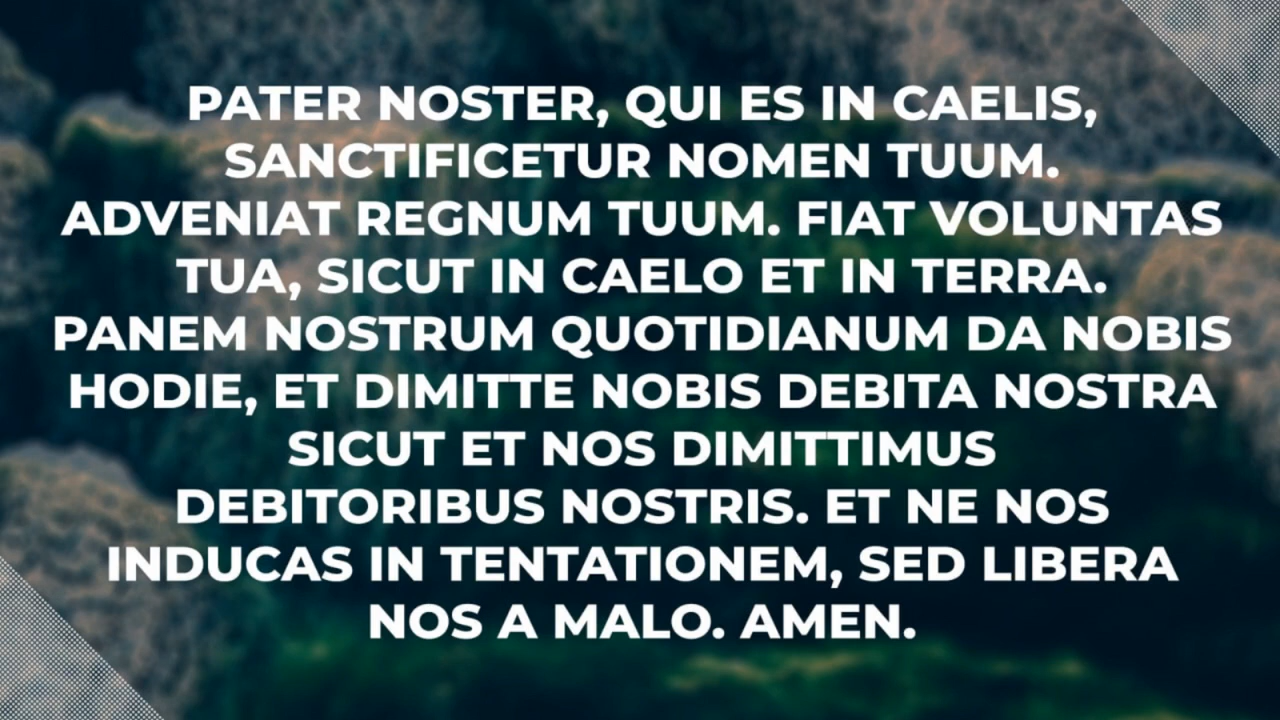 PATER NOSTER, QUI ES IN CAELIS,
SANCTIFICETUR NOMEN TUUM.
ADVENIAT REGNUM TUUM. FIAT VOLUNTAS
TUA, SICUT IN CAELO ET IN TERRA.
PANEM NOSTRUM QUOTIDIANUM DA NOBIS
HODIE, ET DIMITTE NOBIS DEBITA NOSTRA
SICUT ET NOS DIMITTIMUS
DEBITORIBUS NOSTRIS. ET NE NOS
INDUCAS IN TENTATIONEM, SED LIBERA
NOS A MALO. AMEN.